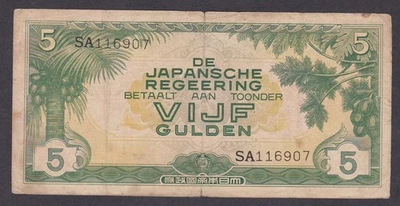 5 5
SA116907
DE
JAPANSCHE
REGEERING
BETAALT AAN TOONDER
VIJF
GULDEN
SA116907
5 5